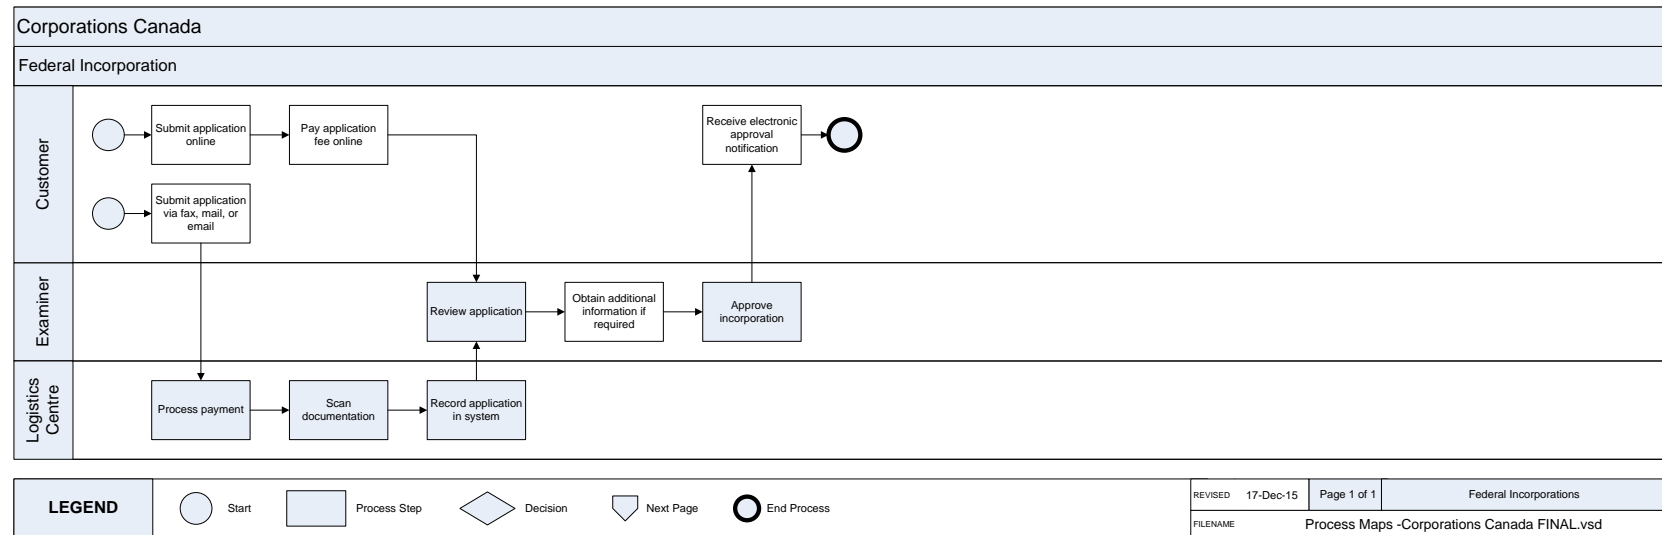 Corporations Canada
Federal Incorporation
Customer
Submit application
online
Pay application
fee online
Receive electronic
approval
notification
Submit application
via fax, mail, or
email
Examiner
Review application
Obtain additional
information if
required
Approve
incorporation
Logistics
Centre
Process payment
Scan
documentation
Record application
in system
LEGEND
Start
Process Step
Decision
Next Page
End Process
REVISED 17-Dec-15 Page 1 of 1 Federal Incorporations
FILENAME Process Maps -Corporations Canada FINAL.vsd